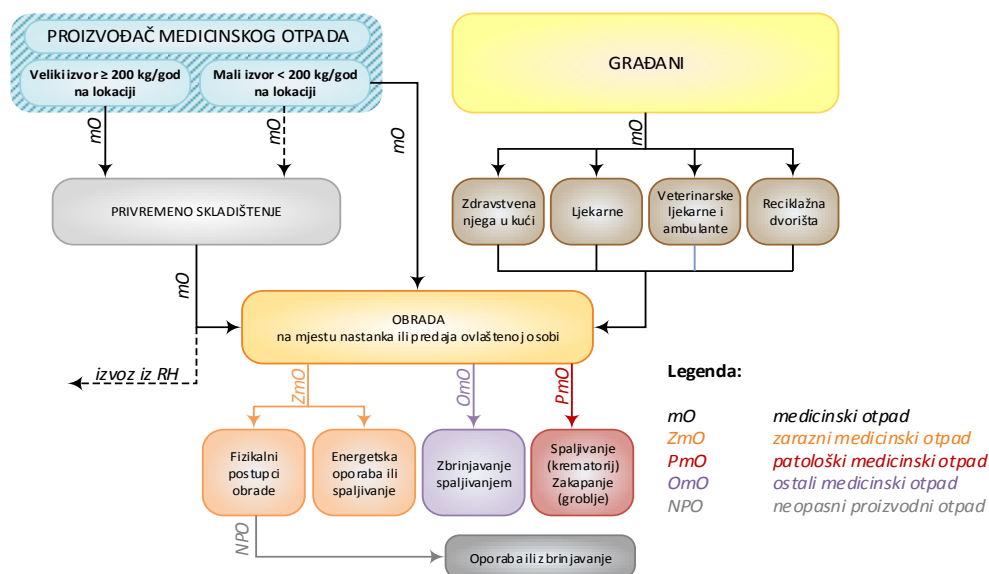 PROIZVOĐAČ MEDICINSKOG OTPADA
Veliki izvor ≥ 200 kg/god
na lokaciji
Mali izvor < 200 kg/god
na lokaciji
GRAĐANI
mO
mO
mO
mO
PRIVREMENO SKLADIŠTENJE
Zdravstvena
njega u kući
Ljekarne
Veterinarske
ljekarne i
ambulante
Reciklažna
dvorišta
mO
OBRADA
na mjestu nastanka ili predaja ovlaštenoj osobi
izvoz iz RH
ZmO
OmO
PmO
Fizikalni
postupci
obrade
Energetska
oporaba ili
spaljivanje
Zbrinjavanje
spaljivanjem
Spaljivanje
(krematorij)
Zakapanje
(groblje)
NPO
Oporaba ili zbrinjavanje
Legenda:
mO medicinski otpad
ZmO zarazni medicinski otpad
PmO patološki medicinski otpad
OmO ostali medicinski otpad
NPO neopasni proizvodni otpad